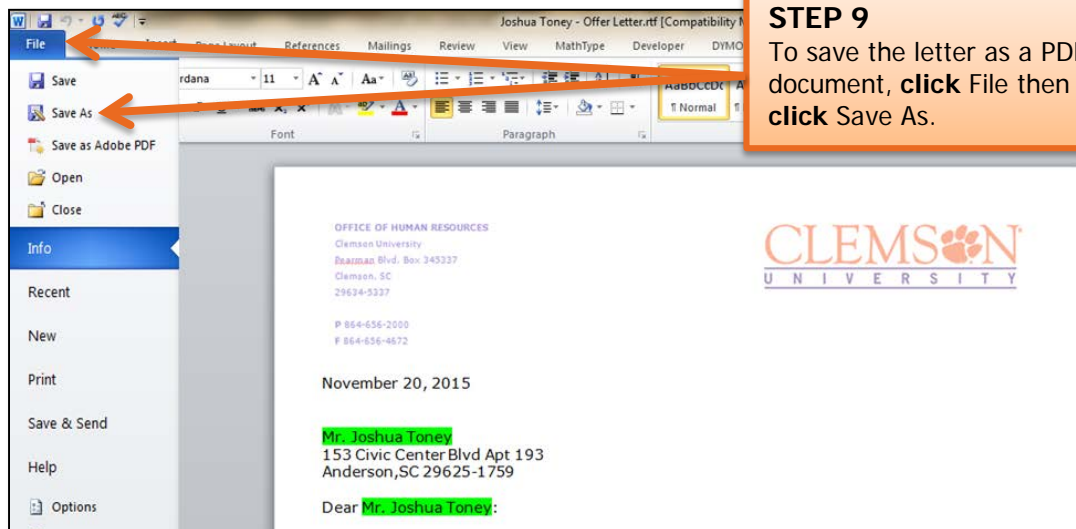 Joshua Toney - Offer Letter.rtf [Compatibility
File
References Mailings Review View MathType Developer DYMO
Save
rdana 11 A A Aa
Save As
AaBbCcDc
¶ Normal
Font Paragraph
Save as Adobe PDF
Open
Close
Info
Recent
New
Print
Save & Send
Help
Options
STEP 9
To save the letter as a PD
document, click File then
click Save As.
OFFICE OF HUMAN RESOURCES
Clemson University
Pearman Blvd. Box 345337
Clemson, SC
29634-5337
P 864-656-2000
F 864-656-4672
CLEMSON
UNIVERSITY
November 20, 2015
Mr. Joshua Toney
153 Civic Center Blvd Apt 193
Anderson,SC 29625-1759
Dear Mr. Joshua Toney: